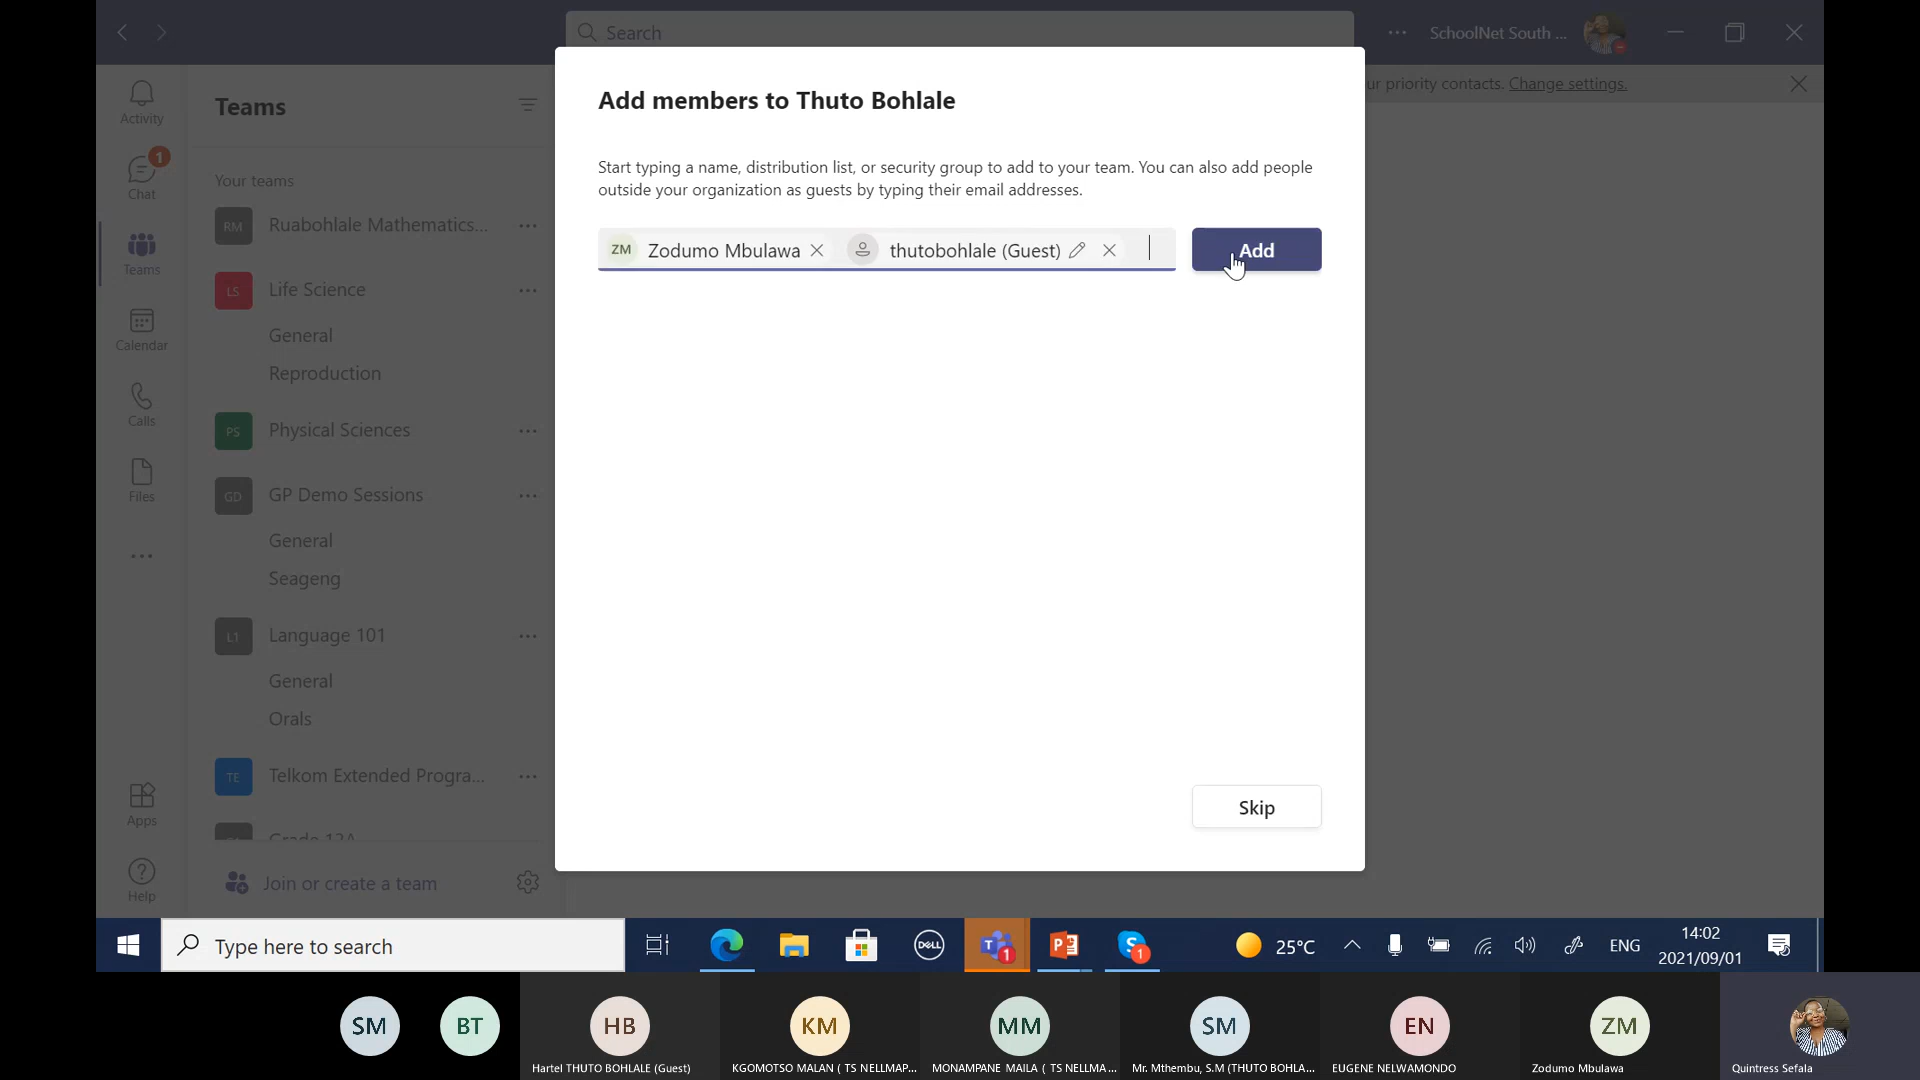 Search
SchoolNet South ...
ur priority contacts. Change settings.
Activity
1
Chat
Teams
Calendar
Calls
Files
Apps
Help
Teams
Your teams
RM Ruabohlale Mathematics...
LS Life Science
General
Reproduction
PS Physical Sciences
GD GP Demo Sessions
General
Seageng
L1 Language 101
General
Orals
TE Telkom Extended Progra...
Grade 12A
Join or create a team
Add members to Thuto Bohlale
Start typing a name, distribution list, or security group to add to your team. You can also add people
outside your organization as guests by typing their email addresses.
ZM Zodumo Mbulawa thutobohlale (Guest) Add
Skip
Type here to search
DELL
T 1
P
S 1
25°C
ENG
14:02
2021/09/01
SM
BT
HB
Hartel THUTO BOHLALE (Guest)
KM
KGOMOTSO MALAN ( TS NELLMAP...
MM
MONAMPANE MAILA ( TS NELLMA ...
SM
Mr. Mthembu, S.M (THUTO BOHLA...
EN
EUGENE NELWAMONDO
ZM
Zodumo Mbulawa
Quintress Sefala